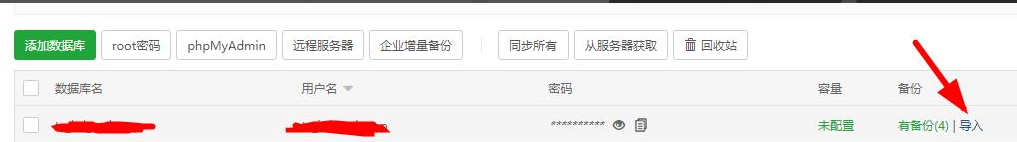 添加数据库 root密码 phpMyAdmin 远程服务器 企业增量备份 同步所有 从服务器获取 回收站
数据库名 用户名 密码 容量 备份
********** 未配置 有备份(4) | 导入